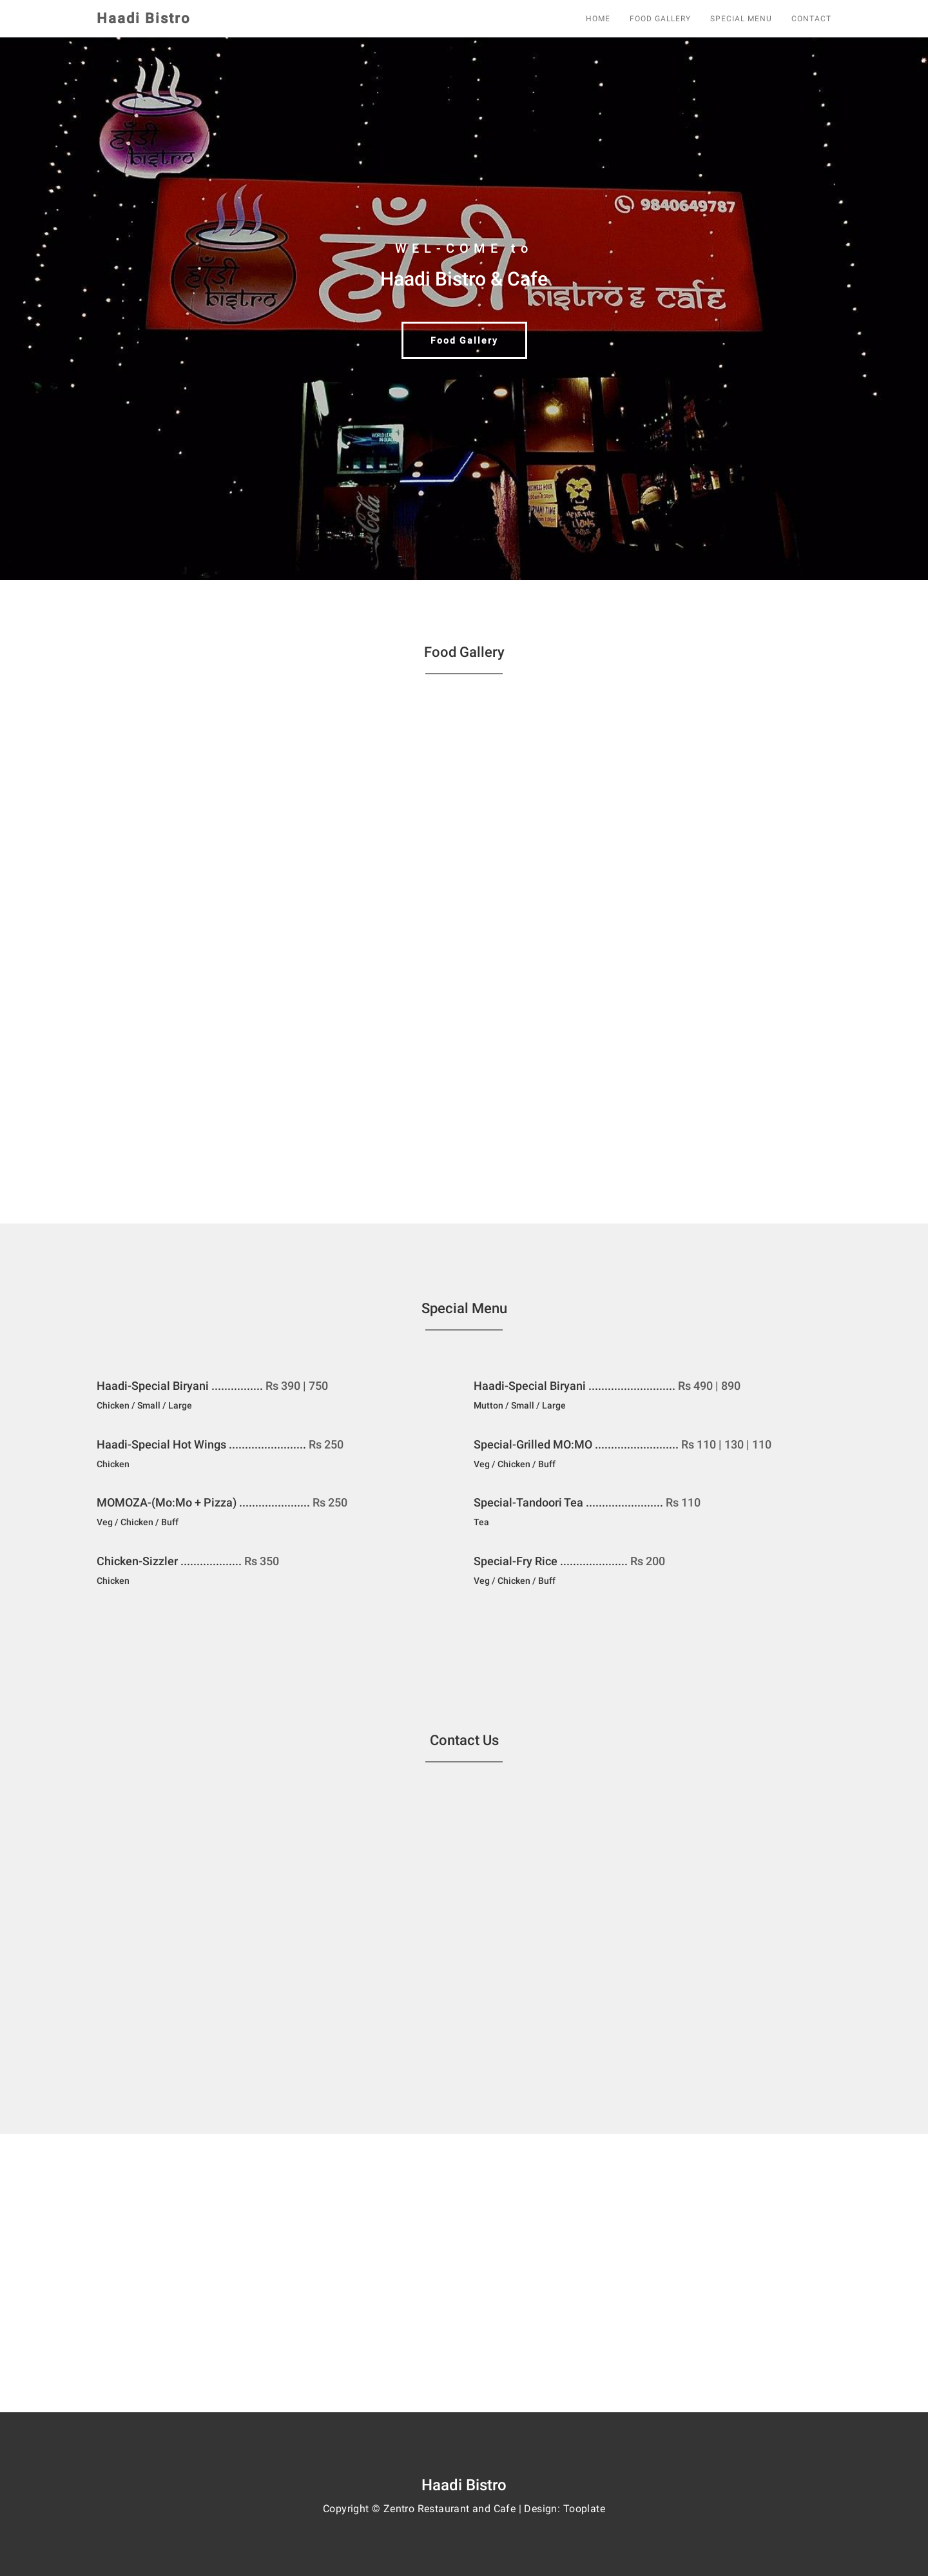 Haadi Bistro
HOME
FOOD GALLERY
SPECIAL MENU
CONTACT
हाँडी
bistro
9840649787
हाँडी
bistro & cafe
हाँडी
bistro
WEL-COME to
Haadi Bistro & Cafe
Food Gallery
Coca-Cola
Food Gallery
Special Menu
Haadi-Special Biryani ................ Rs 390 | 750
Chicken / Small / Large
Haadi-Special Biryani ........................... Rs 490 | 890
Mutton / Small / Large
Haadi-Special Hot Wings ........................ Rs 250
Chicken
Special-Grilled MO:MO .......................... Rs 110 | 130 | 110
Veg / Chicken / Buff
MOMOZA-(Mo:Mo + Pizza) ...................... Rs 250
Veg / Chicken / Buff
Special-Tandoori Tea ........................ Rs 110
Tea
Chicken-Sizzler ................... Rs 350
Chicken
Special-Fry Rice ..................... Rs 200
Veg / Chicken / Buff
Contact Us
Haadi Bistro
Copyright © Zentro Restaurant and Cafe | Design: Tooplate